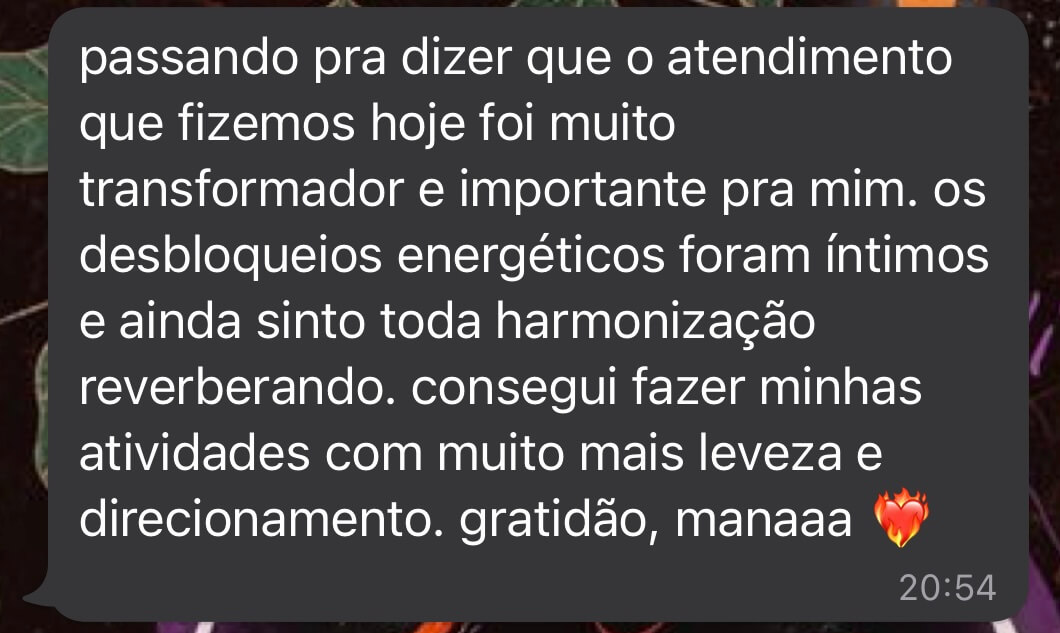 passando pra dizer que o atendimento
que fizemos hoje foi muito
transformador e importante pra mim. os
desbloqueios energéticos foram íntimos
e ainda sinto toda harmonização
reverberando. consegui fazer minhas
atividades com muito mais leveza e
direcionamento. gratidão, manaaa ❤️‍🔥
20:54